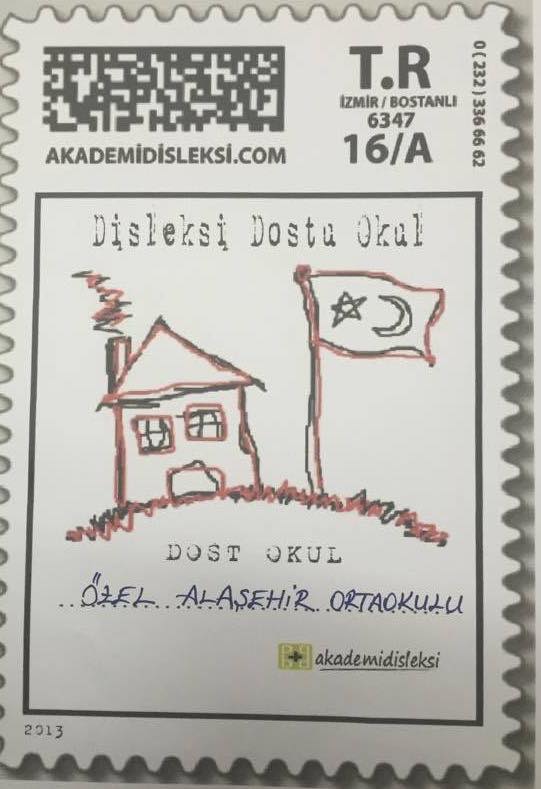 T.R
İZMİR / BOSTANLI
6347
16/A
0( 232 ) 336 66 62
AKADEMIDISLEKSI.COM
Dişleksi Dostu Okul
DOST OKUL
ÖZEL ALAŞEHİR ORTAOKULU
akademidisleksi
2013